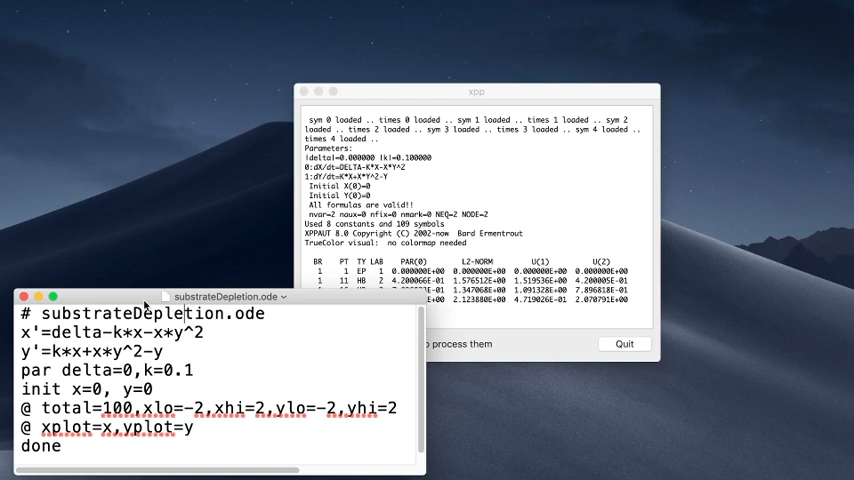 xpp
sym 0 loaded .. times 0 loaded .. sym 1 loaded .. times 1 loaded .. sym 2
loaded .. times 2 loaded .. sym 3 loaded .. times 3 loaded .. sym 4 loaded ..
times 4 loaded ..
Parameters:
|delta|=0.000000 |k|=0.100000
0:dX/dt=DELTA-K*X-X*Y^2
1:dY/dt=K*X+X*Y^2-Y
Initial X(0)=0
Initial Y(0)=0
All formulas are valid!!
nvar=2 naux=0 nfix=0 nmark=0 NEQ=2 NODE=2
Used 8 constants and 109 symbols
XPPAUT 8.0 Copyright (C) 2002-now Bard Ermentrout
TrueColor visual: no colormap needed
BR PT TY LAB PAR(0) L2-NORM U(1) U(2)
1 1 EP 1 0.000000E+00 0.000000E+00 0.000000E+00 0.000000E+00
1 11 HB 2 4.200066E-01 1.576512E+00 1.519536E+00 4.200005E-01
1.347068E+00 1.091328E+00 7.896818E-01
2.123880E+00 4.719026E-01 2.070791E+00
o process them
Quit
substrateDepletion.ode
# substrateDepletion.ode
x'=delta-k*x-x*y^2
y'=k*x+x*y^2-y
par delta=0,k=0.1
init x=0, y=0
@ total=100,xlo=-2,xhi=2,ylo=-2,yhi=2
@ xplot=x,yplot=y
done